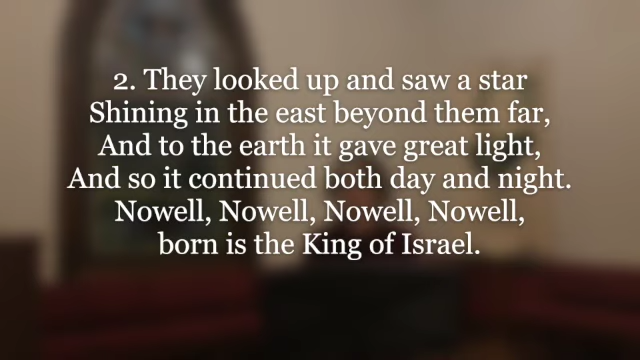 2. They looked up and saw a star
Shining in the east beyond them far,
And to the earth it gave great light,
And so it continued both day and night.
Nowell, Nowell, Nowell, Nowell,
born is the King of Israel.